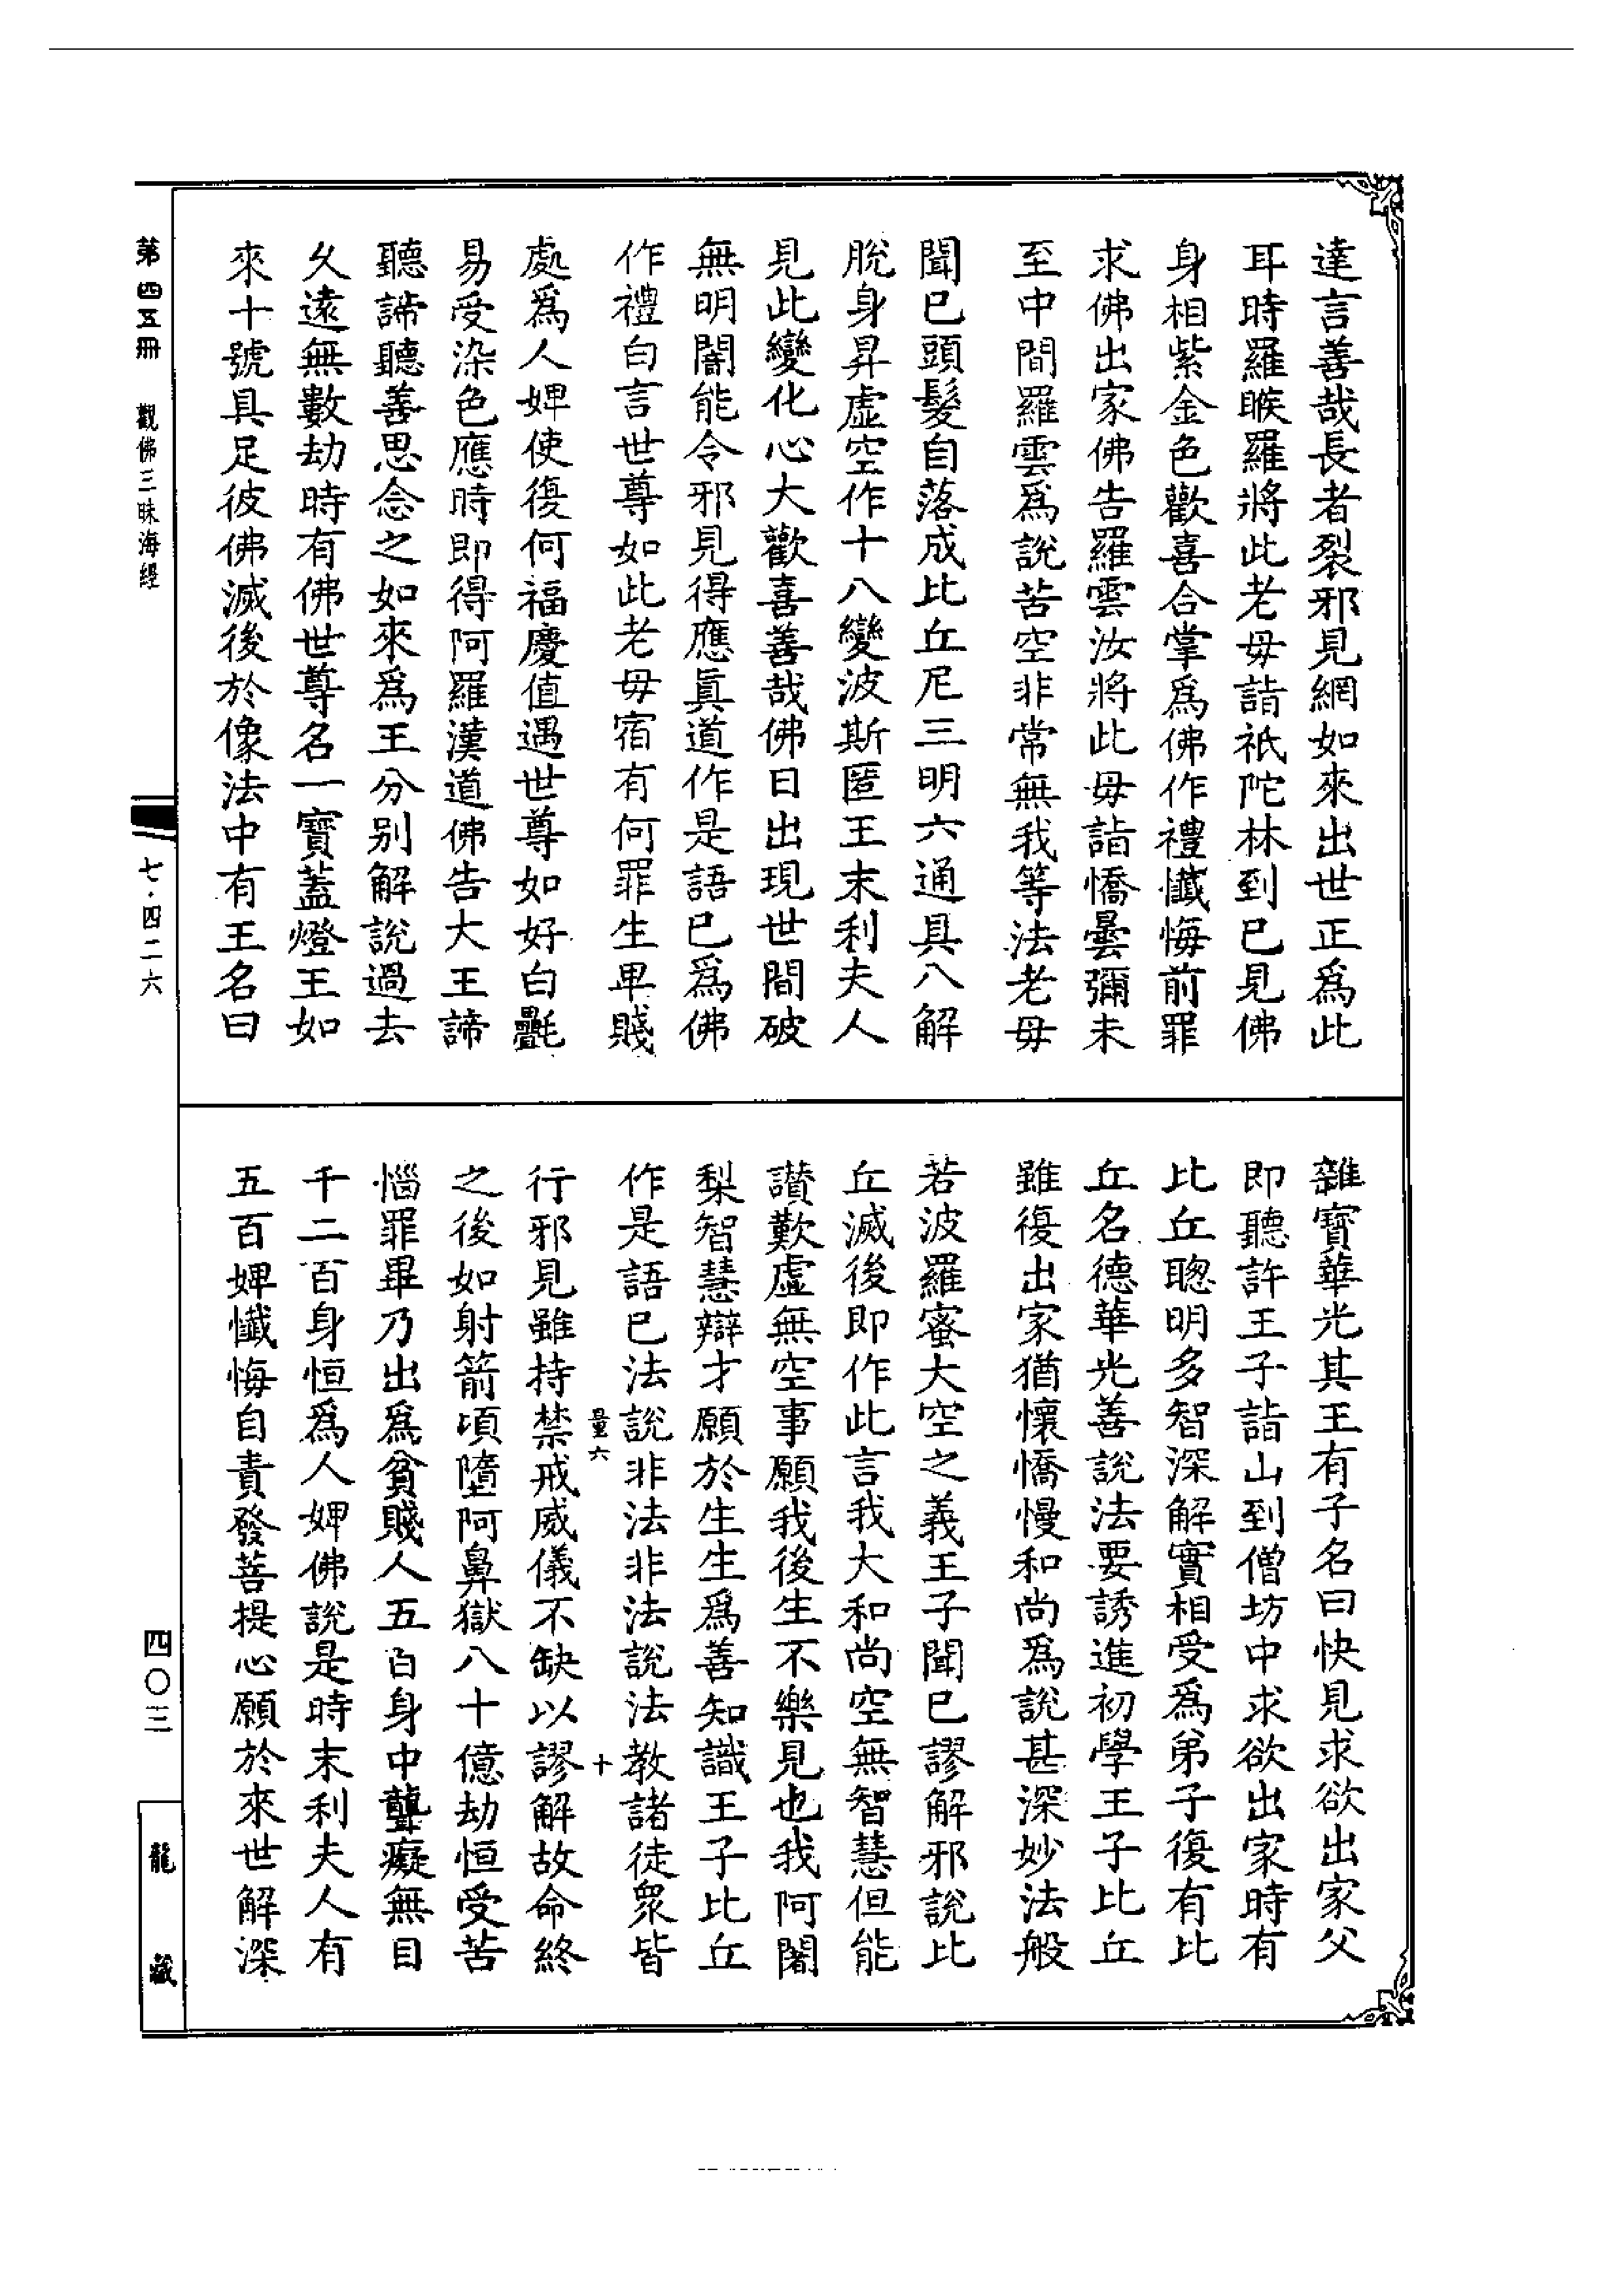 達言善哉長者裂邪見網如來出世正爲此
耳時羅睺羅將此老毋詣祇陀林到已見佛
身相紫金色歡喜合掌爲佛作禮懺悔前罪
求佛出家佛告羅雲汝將此毋詣憍曇彌未
至中間羅雲爲說苦空非常無我等法老毋
聞已頭髮自落成比丘尼三明六通具八解
脫身昇虛空作十八變波斯匿王末利夫人
見此變化心大歡喜善哉佛日出現世間破
無明闇能令邪見得應眞道作是語已爲佛
作禮白言世尊如此老毋宿有何罪生卑賤
處爲人婢使復何福慶值遇世尊如好白㲲
易受染色應時即得阿羅漢道佛告大王諦
聽諦聽善思念之如來爲王分别解說過去
久遠無數劫時有佛世尊名一寶蓋燈王如
來十號具足彼佛滅後於像法中有王名曰
雜寶華光其王有子名曰快見求欲出家父
即聽許王子詣山到僧坊中求欲出家時有
比丘聰明多智深解實相受爲弟子復有比
丘名德華光善說法要誘進初學王子比丘
雖復出家猶懷憍慢和尚爲說甚深妙法般
若波羅蜜大空之義王子聞已謬解邪說比
丘滅後即作此言我大和尚空無智慧但能
讚歎虛無空事願我後生不樂見也我阿闍
梨智慧辯才願於生生爲善知識王子比丘
作是語已法說非法非法說法教諸徒衆皆
量六
十
行邪見雖持禁戒威儀不缺以謬解故命終
之後如射箭頃墮阿鼻獄八十億劫恒受苦
惱罪畢乃出爲貧賤人五百身中聾癡無目
千二百身恒爲人婢佛說是時末利夫人有
五百婢懺悔自責發菩提心願於來世解深
第四五冊
觀佛三昧海經
七·四二六
四〇三
龍藏